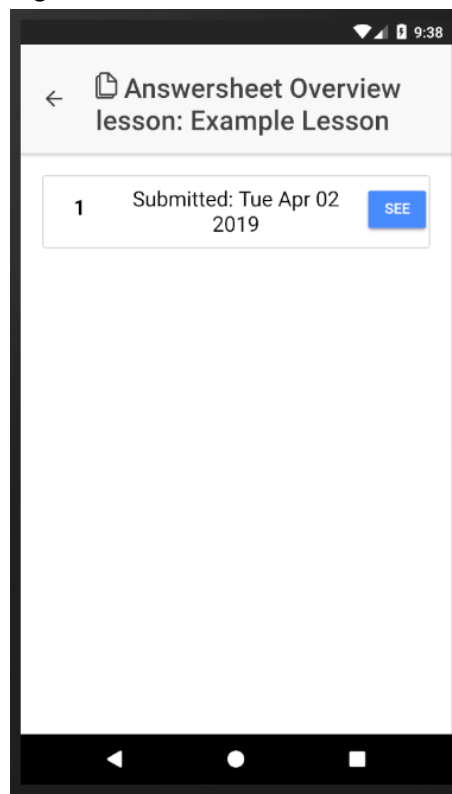 9:38
Answersheet Overview
lesson: Example Lesson
1
Submitted: Tue Apr 02
2019
SEE